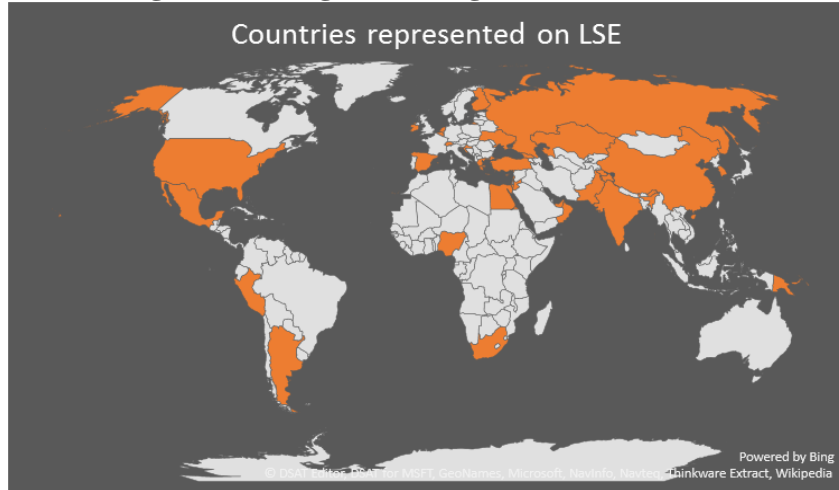 Countries represented on LSE
Powered by Bing
© DSAT Editor, DSAT for MSFT, GeoNames, Microsoft, NavInfo, Navteq, Thinkware Extract, Wikipedia